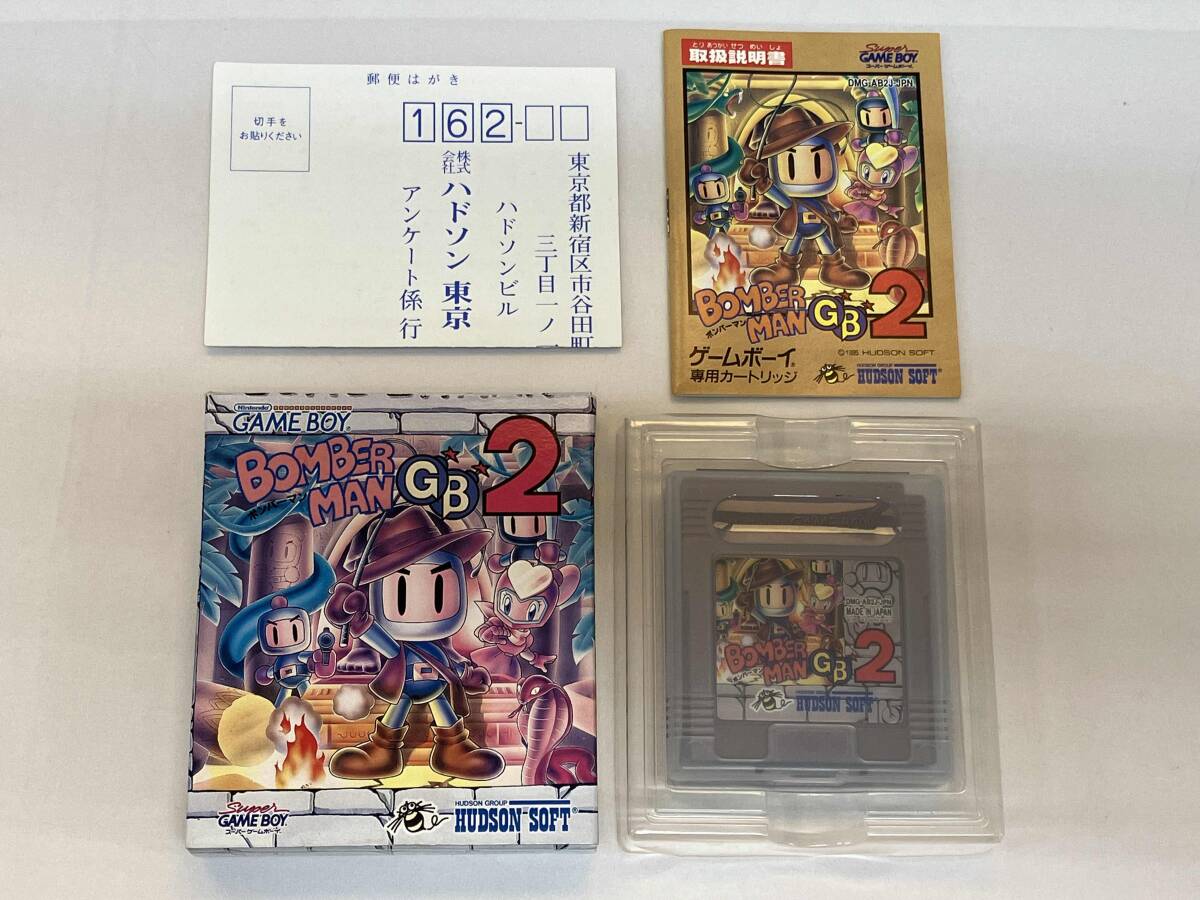 郵便はがき
切手を
お貼りください
162-
東京都新宿区市谷田町
三丁目一ノ一
ハドソンビル
株式会社 ハドソン 東京
アンケート係 行
とりあつかいせつめいしょ
取扱説明書
Super
GAME BOY
スーパーゲームボーイ
DMG-AB2J-JPN
BOMBER
MAN
ボンバーマン
GB 2
©1995 HUDSON SOFT
ゲームボーイ
専用カートリッジ
HUDSON GROUP
HUDSON SOFT®
Nintendo
GAME BOY
BOMBER
MAN
ボンバーマン
GB 2
Super
GAME BOY
スーパーゲームボーイ
HUDSON GROUP
HUDSON SOFT®
DMG-AB2J-JPN
MADE IN JAPAN
BOMBER
MAN
ボンバーマン
GB 2
HUDSON SOFT